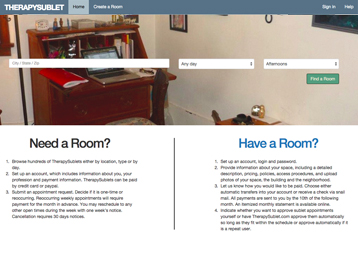 THERAPYSUBLET Home Create a Room Sign in Help
City / State / Zip Any day Afternoons
Find a Room
Need a Room? Have a Room?
1. Browse hundreds of TherapySublets either by location, type or by
day.
2. Set up an account, which includes information about you, your
profession and payment information. TherapySublets can be paid
by credit card or paypal.
3. Submit an appointment request. Decide if it is one-time or
reoccurring. Reoccurring weekly appointments will require
payment for the month in advance. You may reschedule to any
other open times during the week with one week's notice.
Cancellation requires 30 days notices.
1. Set up an account, login and password.
2. Provide information about your space, including a detailed
description, pricing, policies, access procedures, and upload
photos of your space, the building and the neighborhood.
3. Let us know how you would like to be paid. Choose either
automatic transfers into your account or receive a check via snail
mail. All payments are sent to you by the 15th of the following
month. An itemized monthly statement is available online.
4. Indicate whether you want to approve sublet appointments
yourself or have TherapySublet.com approve them automatically
so long as they fit within the schedule or approve automatically if it
is a repeat user.